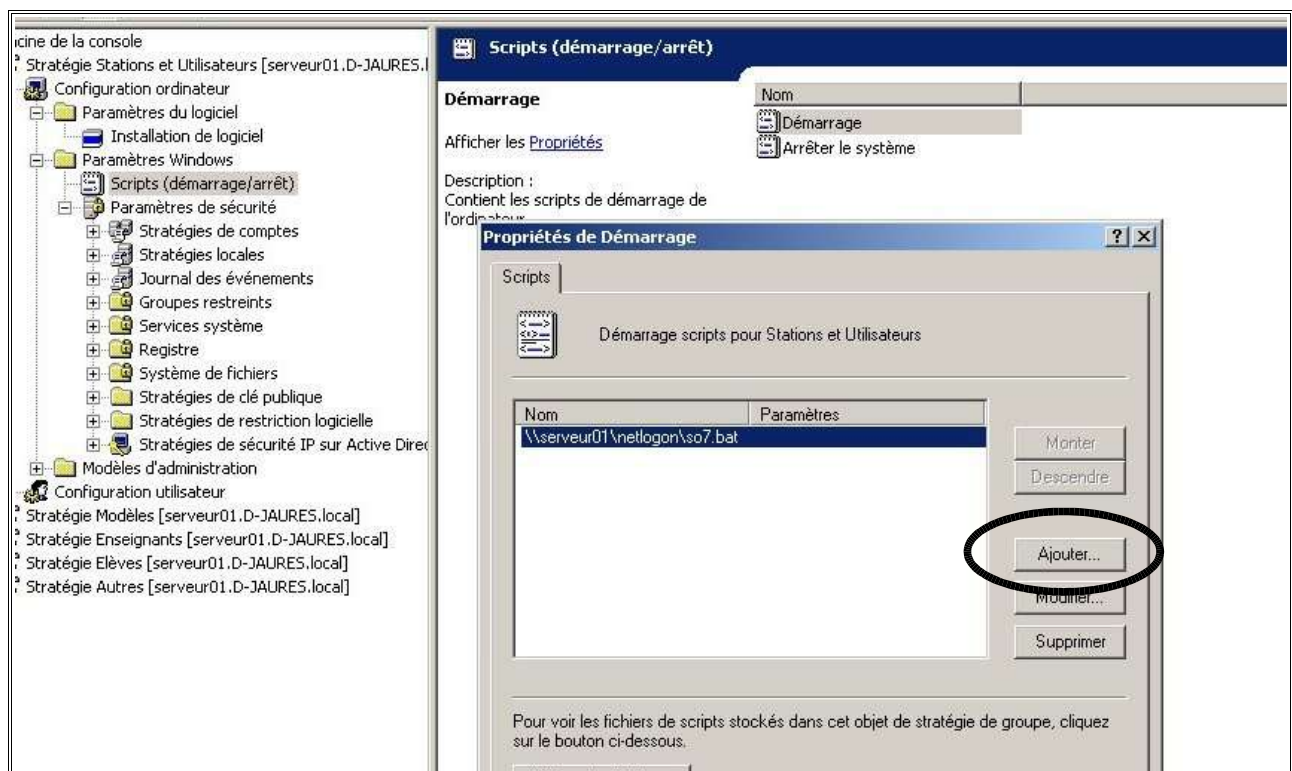 cine de la console
Stratégie Stations et Utilisateurs [serveur01.D-JAURES.l
Configuration ordinateur
Paramètres du logiciel
Installation de logiciel
Paramètres Windows
Scripts (démarrage/arrêt)
Paramètres de sécurité
Stratégies de comptes
Stratégies locales
Journal des événements
Groupes restreints
Services système
Registre
Système de fichiers
Stratégies de clé publique
Stratégies de restriction logicielle
Stratégies de sécurité IP sur Active Direc
Modèles d'administration
Configuration utilisateur
Stratégie Modèles [serveur01.D-JAURES.local]
Stratégie Enseignants [serveur01.D-JAURES.local]
Stratégie Elèves [serveur01.D-JAURES.local]
Stratégie Autres [serveur01.D-JAURES.local]
Scripts (démarrage/arrêt)
Démarrage
Afficher les Propriétés
Description :
Contient les scripts de démarrage de
l'ordinateur
Nom
Démarrage
Arrêter le système
Propriétés de Démarrage
Scripts
Démarrage scripts pour Stations et Utilisateurs
Nom Paramètres
\\serveur01\netlogon\so7.bat
Monter
Descendre
Ajouter...
Modifier...
Supprimer
Pour voir les fichiers de scripts stockés dans cet objet de stratégie de groupe, cliquez
sur le bouton ci-dessous.